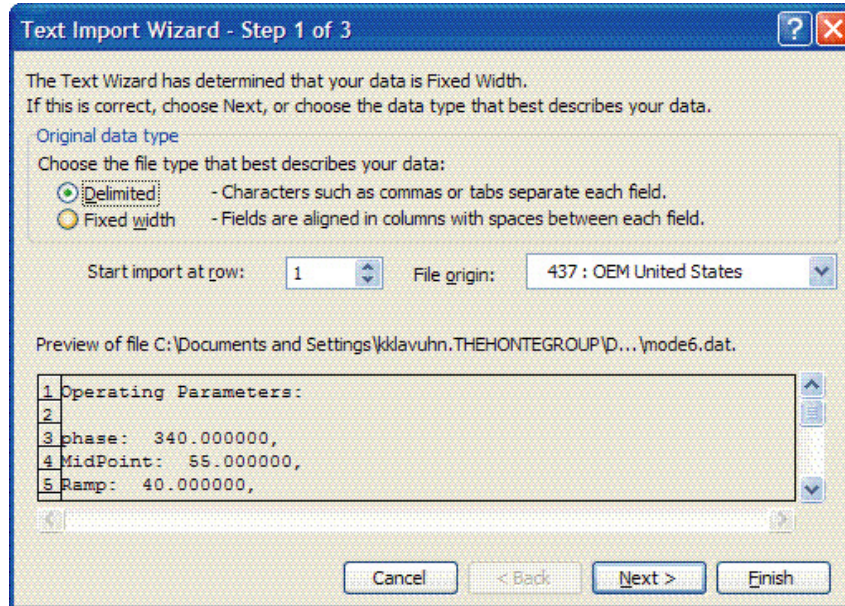 Text Import Wizard - Step 1 of 3
The Text Wizard has determined that your data is Fixed Width.
If this is correct, choose Next, or choose the data type that best describes your data.
Original data type
Choose the file type that best describes your data:
Delimited - Characters such as commas or tabs separate each field.
Fixed width - Fields are aligned in columns with spaces between each field.
Start import at row: 1 File origin: 437 : OEM United States
Preview of file C:\Documents and Settings\kklavuhn.THEHONTEGROUP\D...\mode6.dat.
1 Operating Parameters:
2
3 phase: 340.000000,
4 MidPoint: 55.000000,
5 Ramp: 40.000000,
Cancel < Back Next > Finish